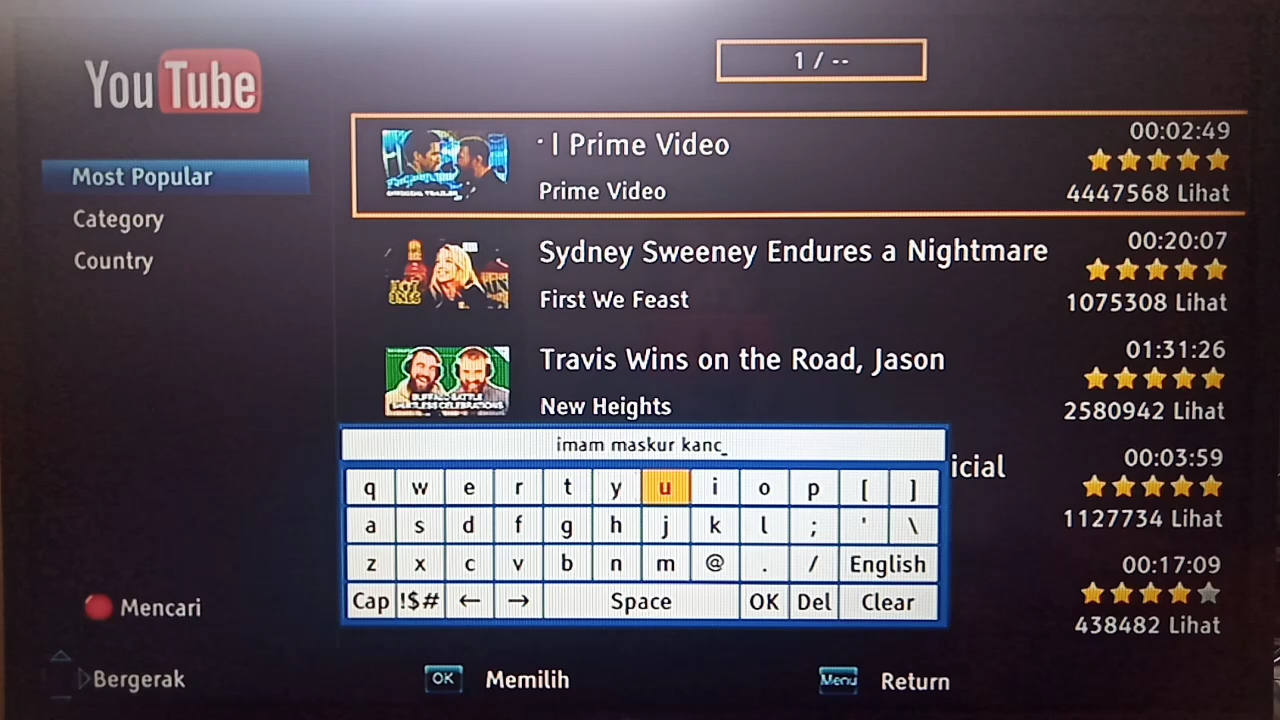 YouTube
1 / --
Most Popular
Category
Country
· l Prime Video
Prime Video
00:02:49
4447568 Lihat
Sydney Sweeney Endures a Nightmare
First We Feast
00:20:07
1075308 Lihat
Travis Wins on the Road, Jason
New Heights
01:31:26
2580942 Lihat
icial
00:03:59
1127734 Lihat
00:17:09
438482 Lihat
imam maskur kanc_
q w e r t y u i o p [ ]
a s d f g h j k l ; ' \
z x c v b n m @ . / English
Cap !$# ← → Space OK Del Clear
Mencari
Bergerak
OK Memilih
Menu Return